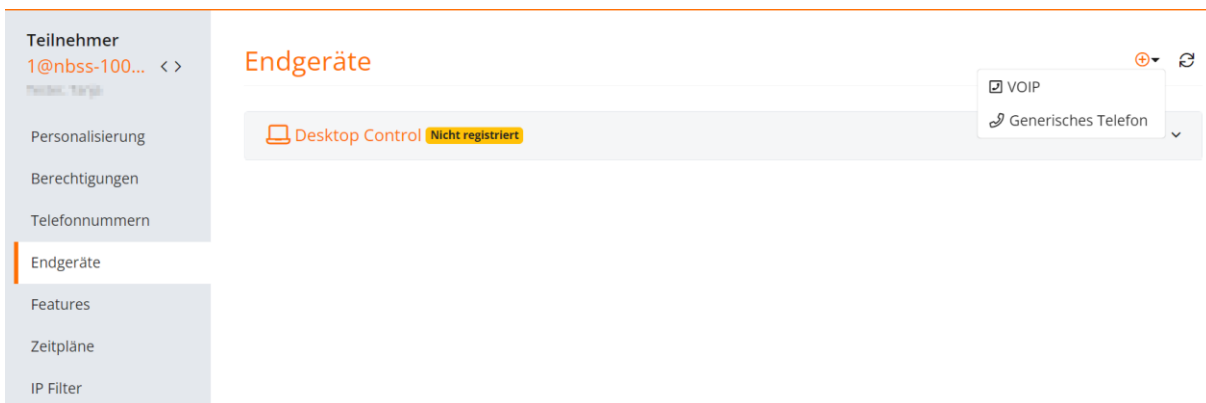 Teilnehmer
1@nbss-100...
Personalisierung
Berechtigungen
Telefonnummern
Endgeräte
Features
Zeitpläne
IP Filter
Endgeräte
VOIP
Generisches Telefon
Desktop Control Nicht registriert